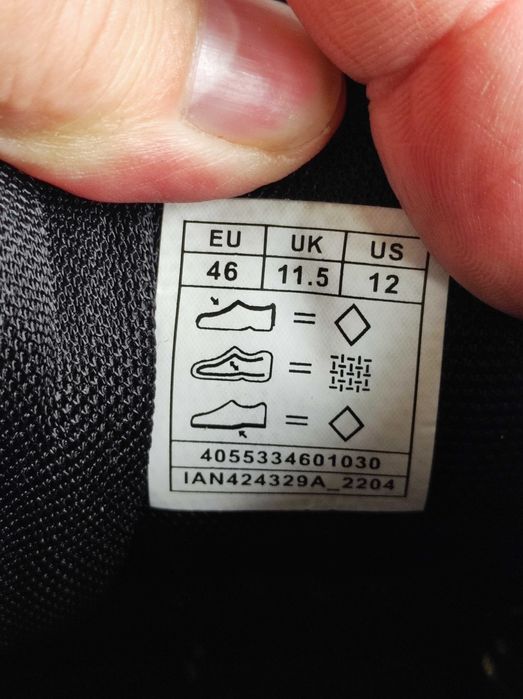 EU UK US
46 11.5 12
=
=
=
4055334601030
IAN424329A_2204